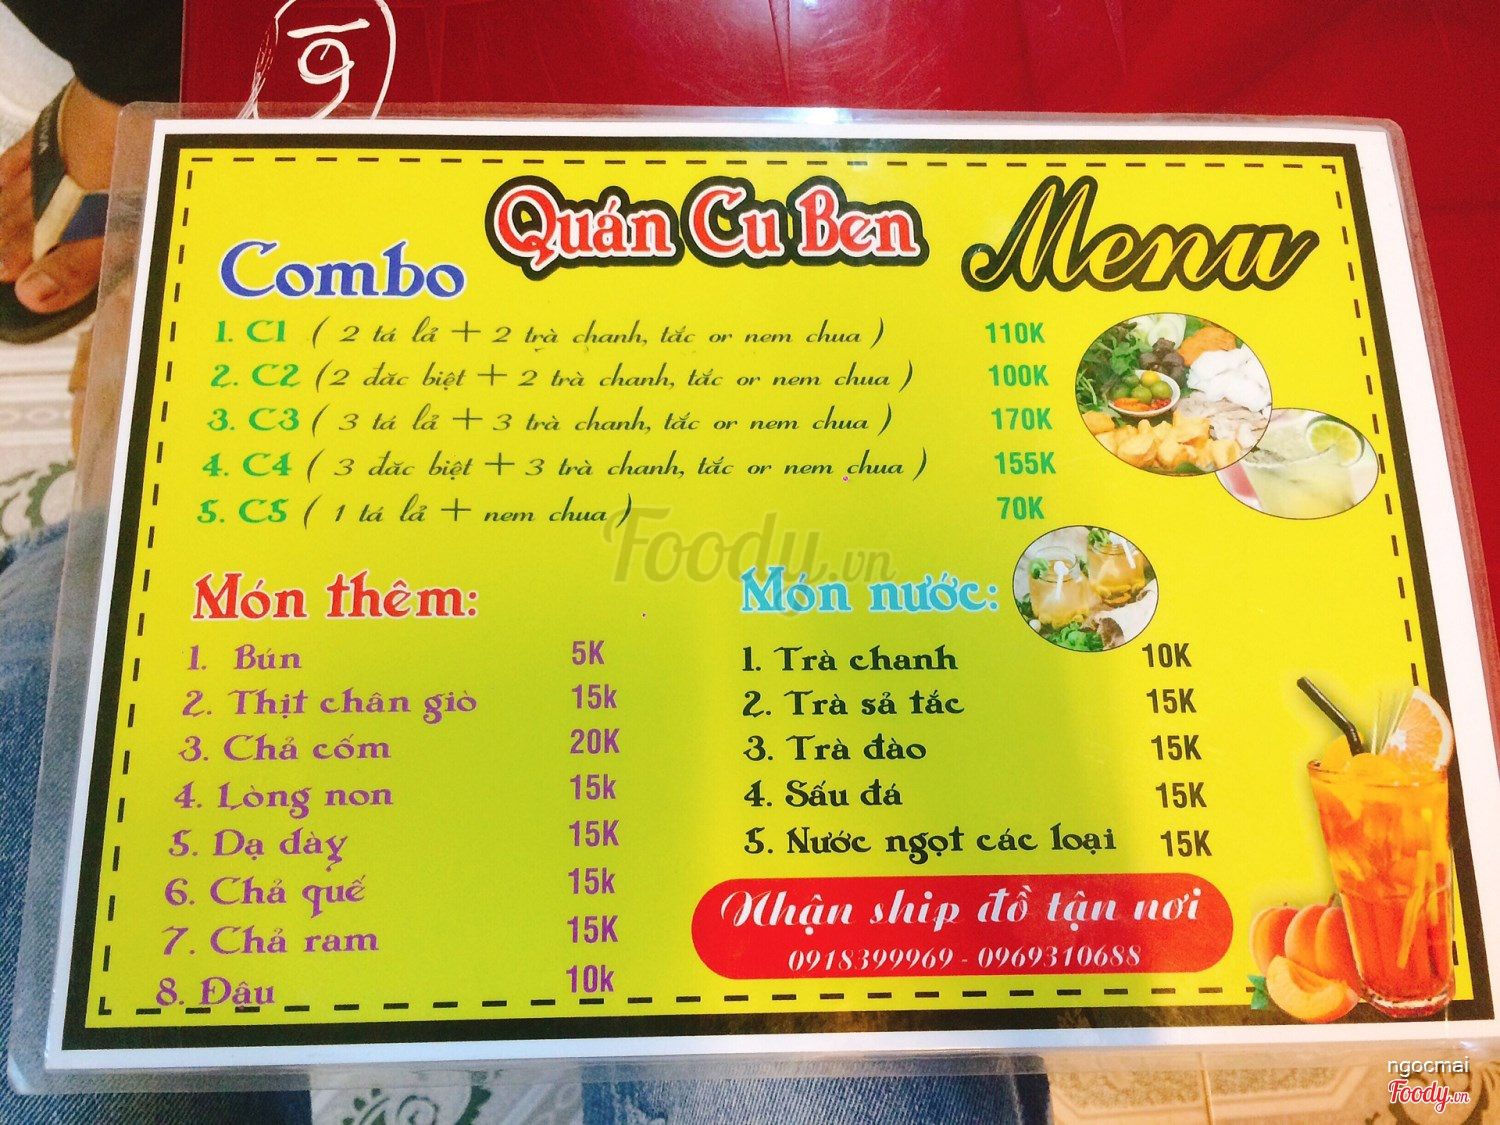 9
Quán Cu Ben
Menu
Combo
1. C1 ( 2 tá lả + 2 trà chanh, tắc or nem chua ) 110K
2. C2 (2 đăc biệt + 2 trà chanh, tắc or nem chua ) 100K
3. C3 ( 3 tá lả + 3 trà chanh, tắc or nem chua ) 170K
4. C4 ( 3 đăc biệt + 3 trà chanh, tắc or nem chua ) 155K
5. C5 ( 1 tá lả + nem chua ) 70K
Foody.vn
Món thêm:
1. Bún 5K
2. Thịt chân giò 15k
3. Chả cốm 20K
4. Lòng non 15k
5. Dạ dày 15K
6. Chả quế 15k
7. Chả ram 15K
8. Đậu 10k
Món nước:
1. Trà chanh 10K
2. Trà sả tắc 15K
3. Trà đào 15K
4. Sấu đá 15K
5. Nước ngọt các loại 15K
Nhận ship đồ tận nơi
0918399969 - 0969310688
ngocmai
Foody.vn